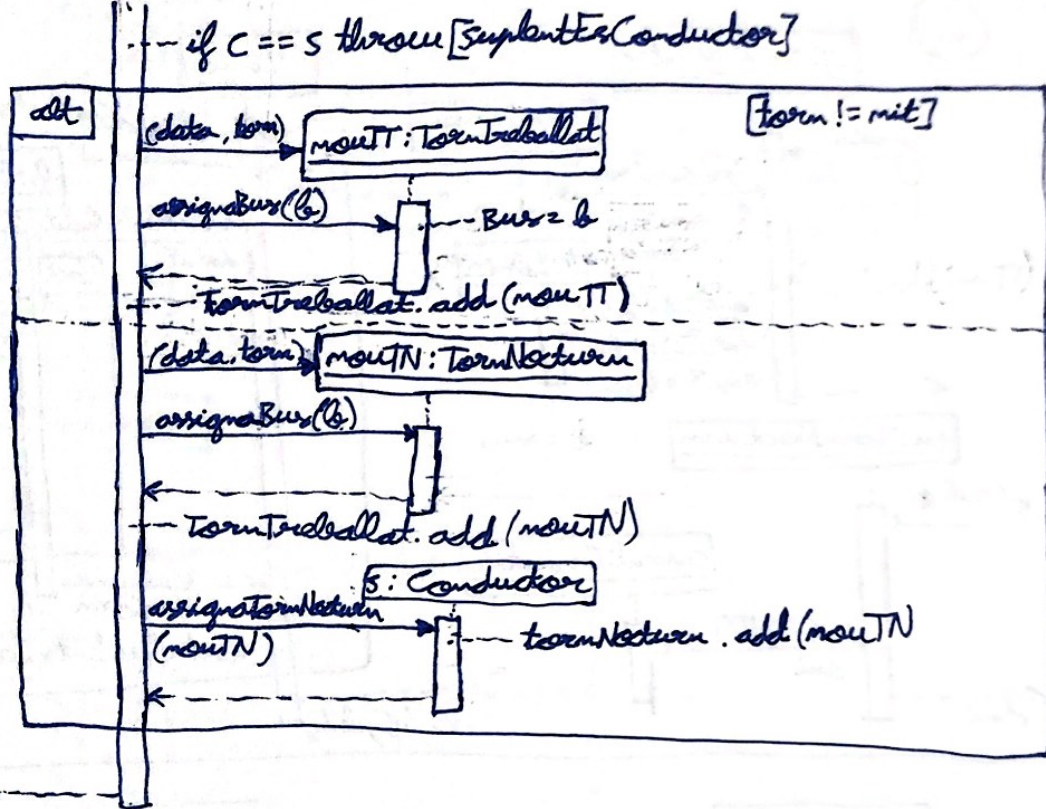 if c == s throw [suplentEsConductor]
alt
[torn != nit]
(data, torn)
nouTT : TornTreballat
assignaBus(b)
Bus = b
tornTreballat.add (nouTT)
(data, torn)
nouTN : TornNocturn
assignaBus(b)
TornTreballat.add (nouTN)
s : Conductor
assignaTornNocturn
(nouTN)
tornNocturn . add (nouTN